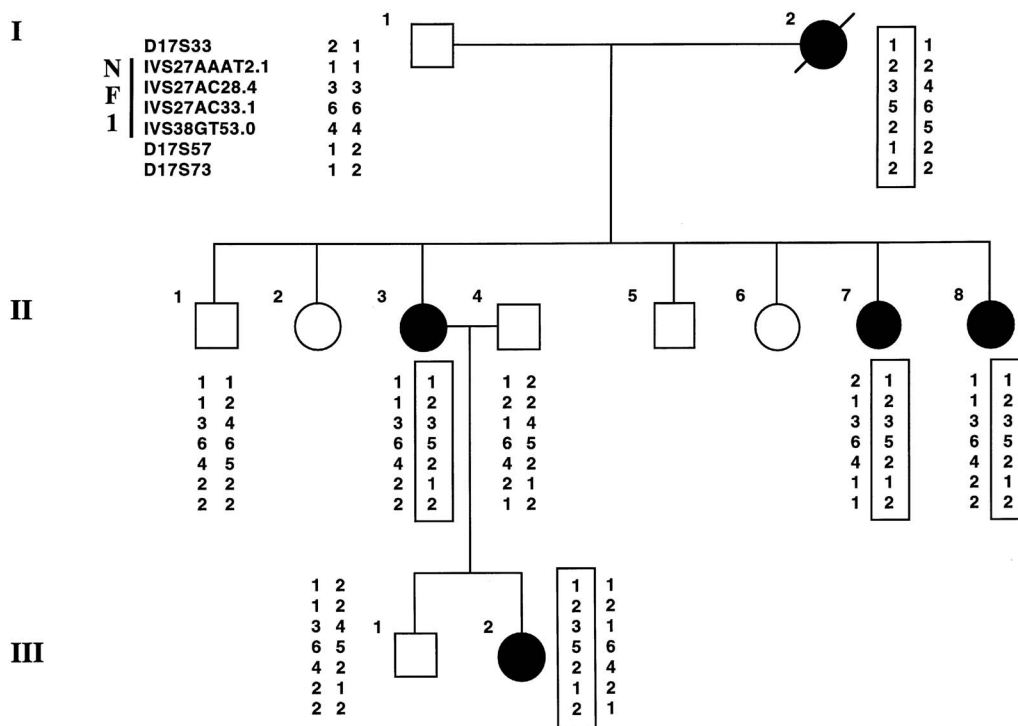 I
1
2
D17S33 2 1 1 1
IVS27AAAT2.1 1 1 2 2
IVS27AC28.4 3 3 3 4
IVS27AC33.1 6 6 5 6
IVS38GT53.0 4 4 2 5
D17S57 1 2 1 2
D17S73 1 2 2 2
N
F
1
II
1 2 3 4 5 6 7 8
1 1 1 1 1 2 2 1 1 1
1 2 1 2 2 2 1 2 1 2
3 4 3 3 1 4 3 3 3 3
6 6 6 5 6 5 6 5 6 5
4 5 4 2 4 2 4 2 4 2
2 2 2 1 2 1 1 1 2 1
2 2 2 2 1 2 1 2 2 2
III
1 2
1 2 1 1
1 2 2 2
3 4 3 1
6 5 5 6
4 2 2 4
2 1 1 2
2 2 2 1